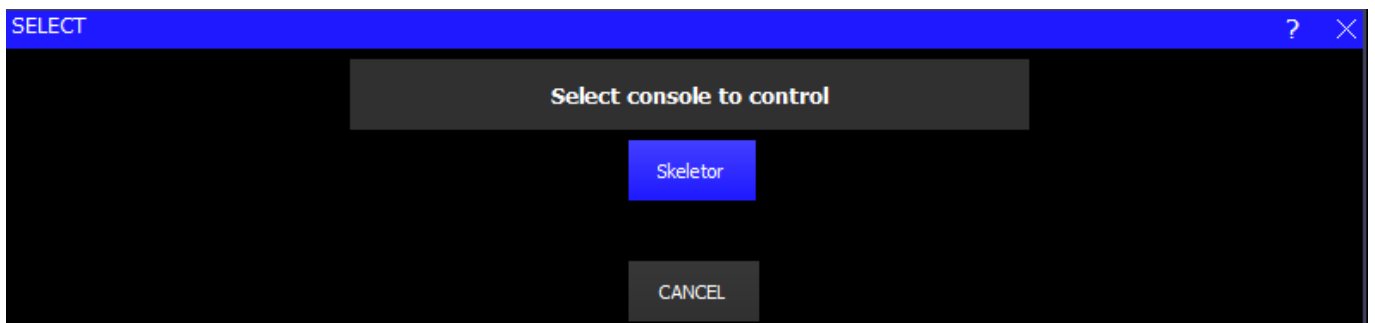 SELECT ?
Select console to control
Skeletor
CANCEL